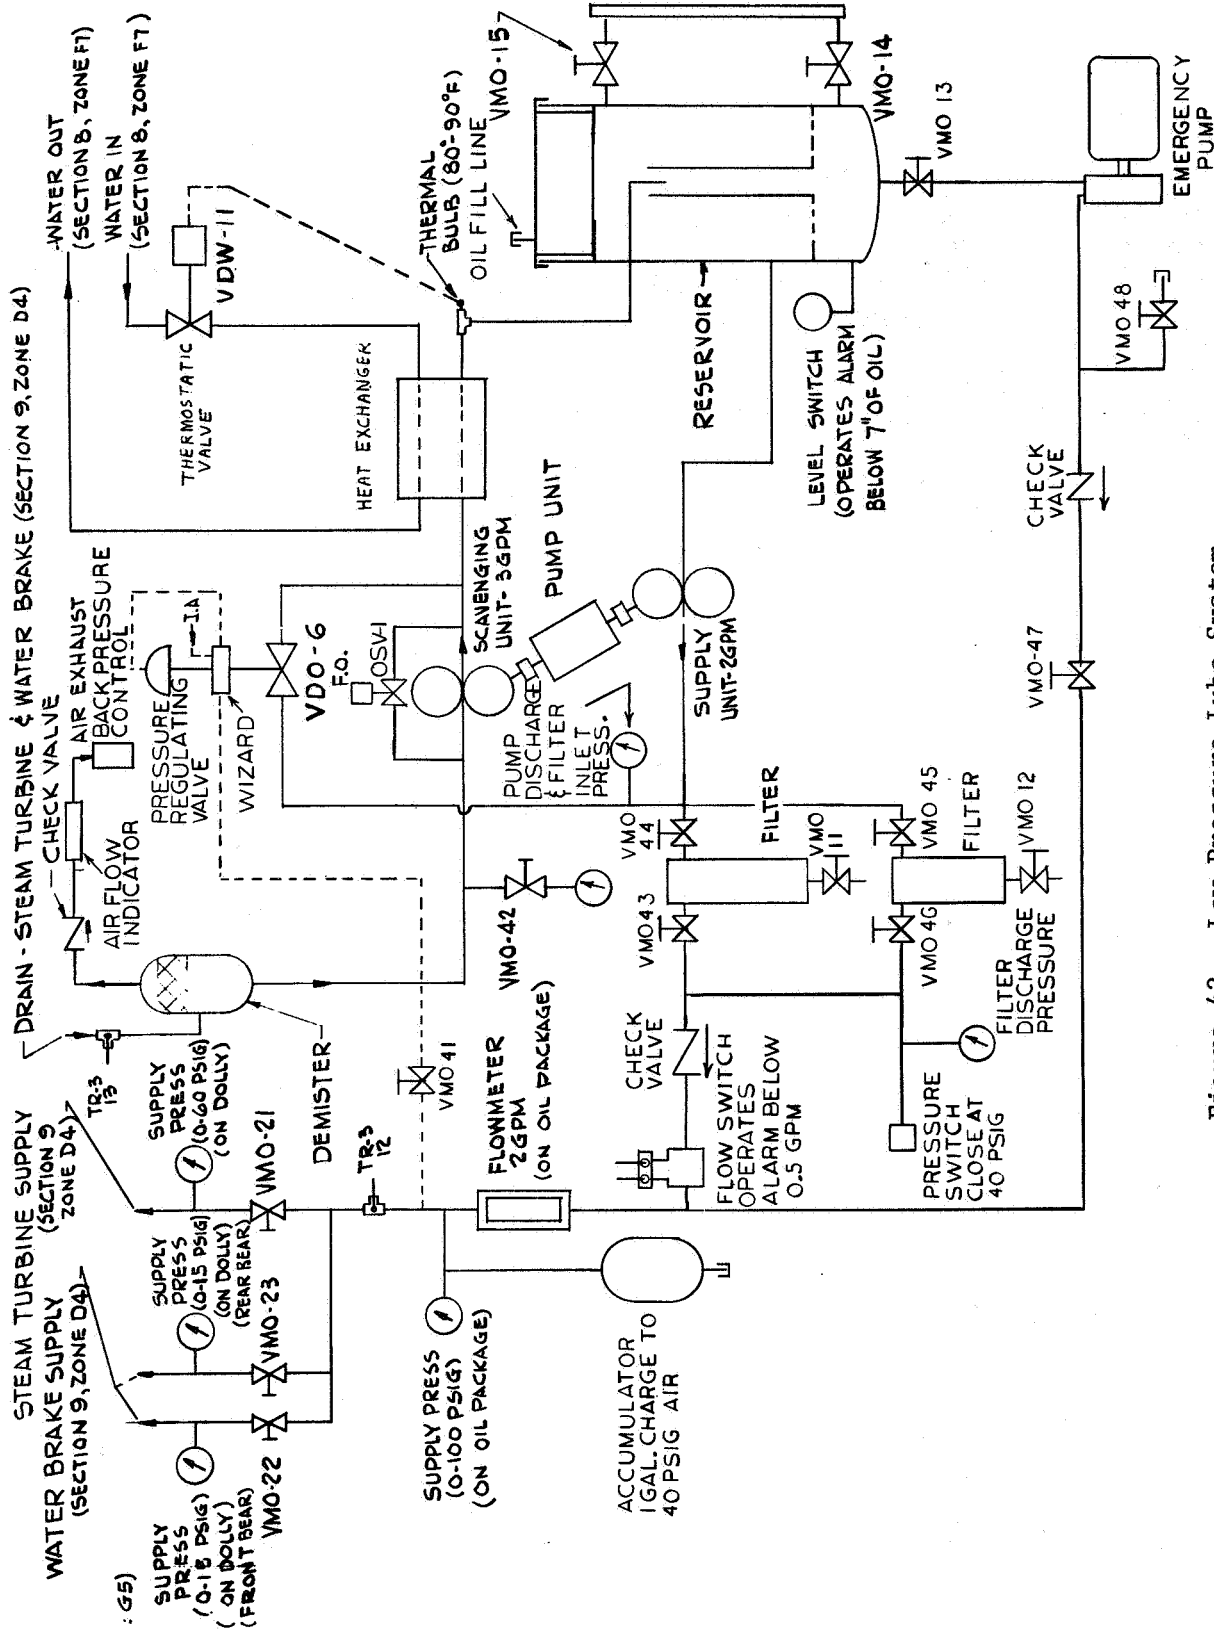 DRAIN - STEAM TURBINE & WATER BRAKE (SECTION 9, ZONE D4)
STEAM TURBINE SUPPLY
(SECTION 9
ZONE D4)
WATER BRAKE SUPPLY
(SECTION 9, ZONE D4)
: G5)
SUPPLY
PRESS
(ON DOLLY)
(FRONT BEAR)
VMO-22
SUPPLY
PRESS
(0-15 PSIG)
(ON DOLLY)
(REAR BEAR)
VMO-23
SUPPLY
PRESS
(0-60 PSIG)
(ON DOLLY)
VMO-21
TR-3
13
TR-3
12
DEMISTER
CHECK VALVE
AIR FLOW
INDICATOR
AIR EXHAUST
BACK PRESSURE
CONTROL
PRESSURE
REGULATING
VALVE
WIZARD
I.A
VDO-6
F.O.
OSV-1
WATER OUT
(SECTION 8, ZONE F7)
WATER IN
(SECTION 8, ZONE F7)
VDW-11
THERMOSTATIC
VALVE
HEAT EXCHANGER
THERMAL
BULB (80°-90°F)
OIL FILL LINE
VMO-15
VMO-14
VMO 13
EMERGENCY
PUMP
RESERVOIR
LEVEL SWITCH
(OPERATES ALARM
BELOW 7" OF OIL)
VMO 48
CHECK
VALVE
VMO-47
SCAVENGING
UNIT-3GPM
PUMP UNIT
SUPPLY
UNIT-2GPM
PUMP
DISCHARGE
& FILTER
INLET
PRESS.
VMO
44
FILTER
VMO
11
VMO 43
VMO 45
FILTER
VMO 12
VMO 46
FILTER
DISCHARGE
PRESSURE
VMO-42
VMO 41
FLOWMETER
2GPM
(ON OIL PACKAGE)
CHECK
VALVE
FLOW SWITCH
OPERATES
ALARM BELOW
0.5 GPM
PRESSURE
SWITCH
CLOSE AT
40 PSIG
SUPPLY PRESS
(0-100 PSIG)
(ON OIL PACKAGE)
ACCUMULATOR
1 GAL. CHARGE TO
40 PSIG AIR